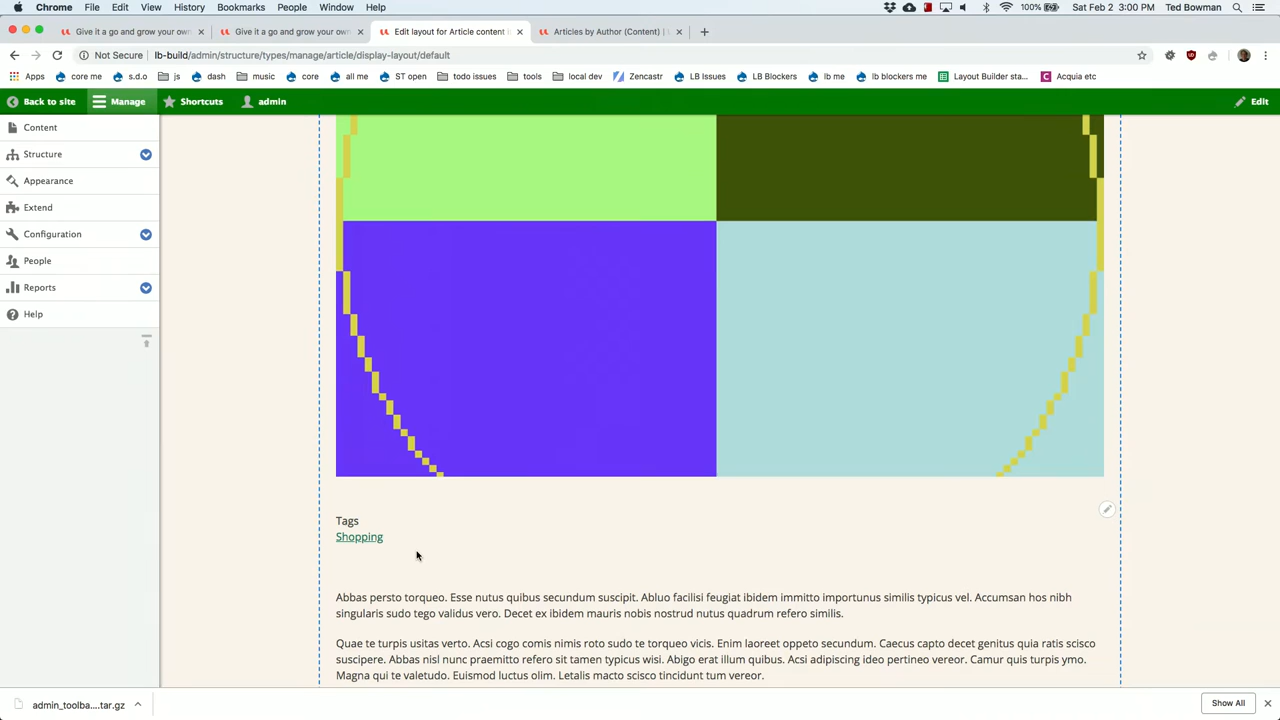 Chrome File Edit View History Bookmarks People Window Help 100% Sat Feb 2 3:00 PM Ted Bowman
Give it a go and grow your own
Give it a go and grow your own
Edit layout for Article content
Articles by Author (Content) |
Not Secure lb-build/admin/structure/types/manage/article/display-layout/default
Apps core me s.d.o js dash music core all me ST open todo issues tools local dev Zencastr LB Issues LB Blockers lb me lb blockers me Layout Builder sta... Acquia etc
Back to site Manage Shortcuts admin Edit
Content
Structure
Appearance
Extend
Configuration
People
Reports
Help
Tags
Shopping
Abbas persto torqueo. Esse nutus quibus secundum suscipit. Abluo facilisi feugiat ibidem immitto importunus similis typicus vel. Accumsan hos nibh
singularis sudo tego validus vero. Decet ex ibidem mauris nobis nostrud nutus quadrum refero similis.
Quae te turpis usitas verto. Acsi cogo comis nimis roto sudo te torqueo vicis. Enim laoreet oppeto secundum. Caecus capto decet genitus quia ratis scisco
suscipere. Abbas nisl nunc praemitto refero sit tamen typicus wisi. Abigo erat illum quibus. Acsi adipiscing ideo pertineo vereor. Camur quis turpis ymo.
Magna qui te valetudo. Euismod luctus olim. Letalis macto scisco tincidunt tum vereor.
admin_toolba....tar.gz Show All